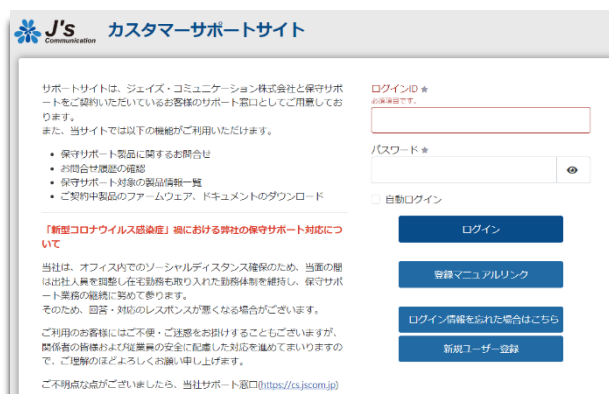 J's
Communication
カスタマーサポートサイト
サポートサイトは、ジェイズ・コミュニケーション株式会社と保守サポ
ートをご契約いただいているお客様のサポート窓口としてご用意してお
ります。
また、当サイトでは以下の機能がご利用いただけます。
• 保守サポート製品に関するお問合せ
• お問合せ履歴の確認
• 保守サポート対象の製品情報一覧
• ご契約中製品のファームウェア、ドキュメントのダウンロード
「新型コロナウイルス感染症」禍における弊社の保守サポート対応につ
いて
当社は、オフィス内でのソーシャルディスタンス確保のため、当面の間
は出社人員を調整し在宅勤務も取り入れた勤務体制を維持し、保守サポ
ート業務の継続に努めて参ります。
そのため、回答・対応のレスポンスが悪くなる場合がございます。
ご利用のお客様にはご不便・ご迷惑をお掛けすることもございますが、
関係者の皆様および従業員の安全に配慮した対応を進めてまいりますの
で、ご理解のほどよろしくお願い申し上げます。
ご不明点な点がございましたら、当社サポート窓口(https://cs.jscom.jp)
ログインID ★
必須項目です。
パスワード ★
自動ログイン
ログイン
登録マニュアルリンク
ログイン情報を忘れた場合はこちら
新規ユーザー登録